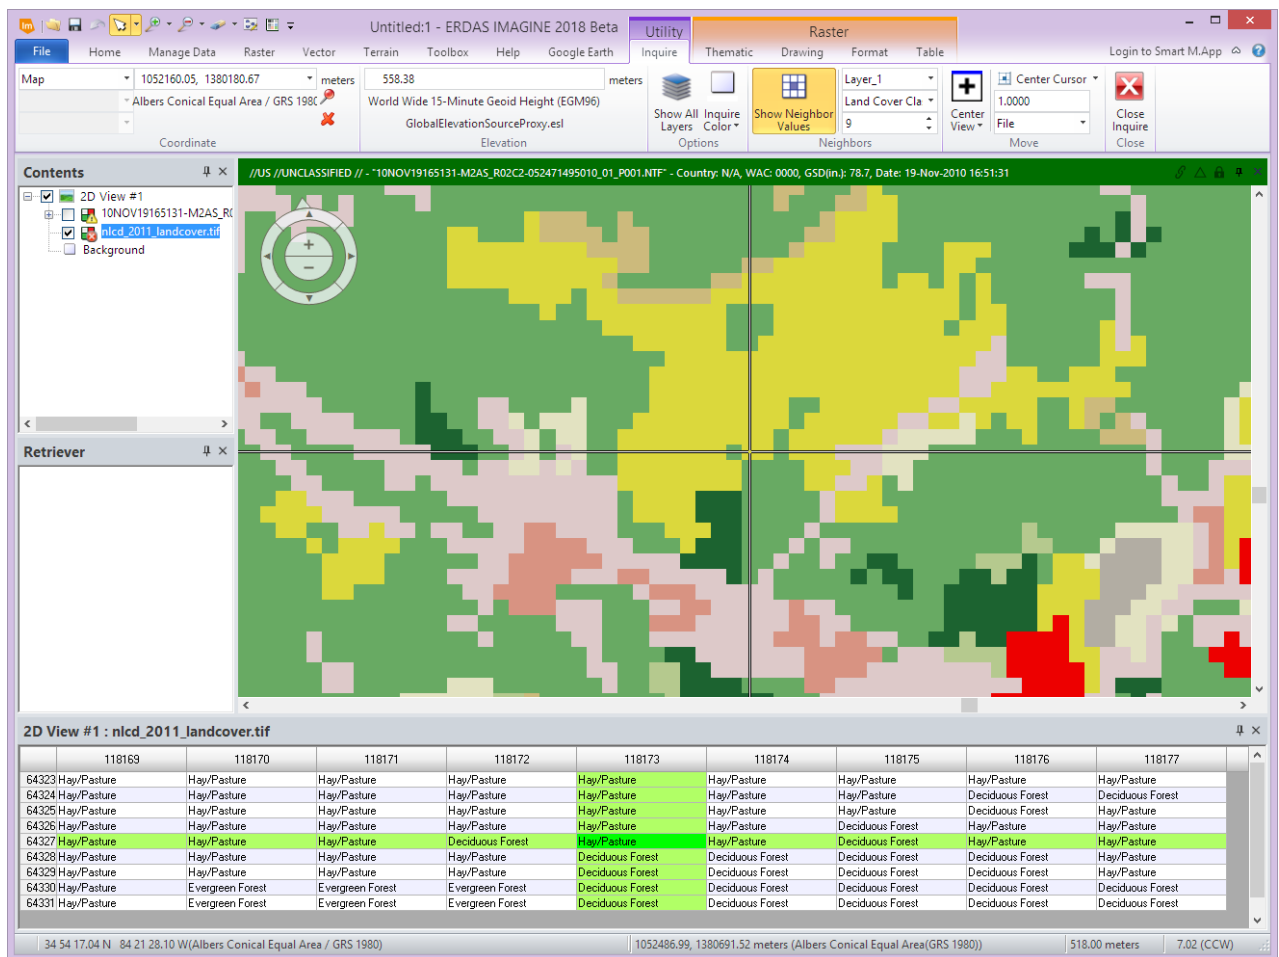 Untitled:1 - ERDAS IMAGINE 2018 Beta
Utility
Raster
File Home Manage Data Raster Vector Terrain Toolbox Help Google Earth Inquire Thematic Drawing Format Table Login to Smart M.App
Map 1052160.05, 1380180.67 meters 558.38 meters
Albers Conical Equal Area / GRS 198
World Wide 15-Minute Geoid Height (EGM96)
GlobalElevationSourceProxy.esl
Coordinate Elevation
Show All Layers
Inquire Color
Options
Show Neighbor Values
Layer_1
Land Cover Cla
9
Neighbors
Center View
Center Cursor
1.0000
File
Move
Close Inquire
Close
Contents
2D View #1
10NOV19165131-M2AS_R0
nlcd_2011_landcover.tif
Background
Retriever
//US //UNCLASSIFIED // - "10NOV19165131-M2AS_R02C2-052471495010_01_P001.NTF" - Country: N/A, WAC: 0000, GSD(in.): 78.7, Date: 19-Nov-2010 16:51:31
2D View #1 : nlcd_2011_landcover.tif
118169 118170 118171 118172 118173 118174 118175 118176 118177
64323 Hay/Pasture Hay/Pasture Hay/Pasture Hay/Pasture Hay/Pasture Hay/Pasture Hay/Pasture Hay/Pasture Hay/Pasture
64324 Hay/Pasture Hay/Pasture Hay/Pasture Hay/Pasture Hay/Pasture Hay/Pasture Hay/Pasture Deciduous Forest Deciduous Forest
64325 Hay/Pasture Hay/Pasture Hay/Pasture Hay/Pasture Hay/Pasture Hay/Pasture Hay/Pasture Deciduous Forest Hay/Pasture
64326 Hay/Pasture Hay/Pasture Hay/Pasture Hay/Pasture Hay/Pasture Hay/Pasture Deciduous Forest Hay/Pasture Hay/Pasture
64327 Hay/Pasture Hay/Pasture Hay/Pasture Deciduous Forest Hay/Pasture Hay/Pasture Deciduous Forest Hay/Pasture Hay/Pasture
64328 Hay/Pasture Hay/Pasture Hay/Pasture Hay/Pasture Deciduous Forest Deciduous Forest Deciduous Forest Deciduous Forest Hay/Pasture
64329 Hay/Pasture Hay/Pasture Hay/Pasture Hay/Pasture Deciduous Forest Deciduous Forest Deciduous Forest Deciduous Forest Hay/Pasture
64330 Hay/Pasture Evergreen Forest Evergreen Forest Evergreen Forest Deciduous Forest Deciduous Forest Deciduous Forest Deciduous Forest Deciduous Forest
64331 Hay/Pasture Evergreen Forest Evergreen Forest Evergreen Forest Deciduous Forest Deciduous Forest Deciduous Forest Deciduous Forest Deciduous Forest
34 54 17.04 N 84 21 28.10 W(Albers Conical Equal Area / GRS 1980) 1052486.99, 1380691.52 meters (Albers Conical Equal Area(GRS 1980)) 518.00 meters 7.02 (CCW)